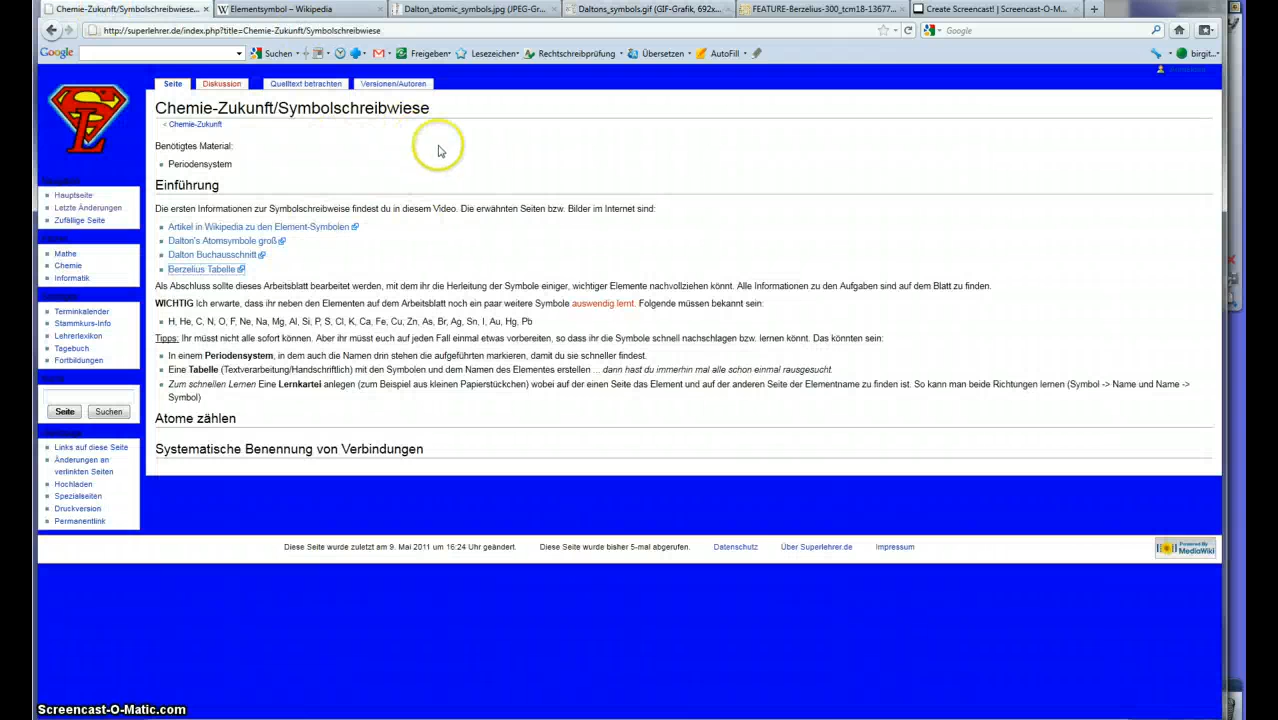 Chemie-Zukunft/Symbolschreibwiese...
Elementsymbol – Wikipedia
Dalton_atomic_symbols.jpg (JPEG-Gr...
Daltons_symbols.gif (GIF-Grafik, 692x...
FEATURE-Berzelius-300_tcm18-13677...
Create Screencast! | Screencast-O-M...
http://superlehrer.de/index.php?title=Chemie-Zukunft/Symbolschreibwiese
Google
Google
Suchen
Freigeben
Lesezeichen
Rechtschreibprüfung
Übersetzen
AutoFill
birgit...
Seite
Diskussion
Quelltext betrachten
Versionen/Autoren
Chemie-Zukunft/Symbolschreibwiese
< Chemie-Zukunft
Benötigtes Material:
Periodensystem
Einführung
Die ersten Informationen zur Symbolschreibweise findest du in diesem Video. Die erwähnten Seiten bzw. Bilder im Internet sind:
Artikel in Wikipedia zu den Element-Symbolen
Dalton's Atomsymbole groß
Dalton Buchausschnitt
Berzelius Tabelle
Als Abschluss sollte dieses Arbeitsblatt bearbeitet werden, mit dem ihr die Herleitung der Symbole einiger, wichtiger Elemente nachvollziehen könnt. Alle Informationen zu den Aufgaben sind auf dem Blatt zu finden.
WICHTIG Ich erwarte, dass ihr neben den Elementen auf dem Arbeitsblatt noch ein paar weitere Symbole auswendig lernt. Folgende müssen bekannt sein:
H, He, C, N, O, F, Ne, Na, Mg, Al, Si, P, S, Cl, K, Ca, Fe, Cu, Zn, As, Br, Ag, Sn, I, Au, Hg, Pb
Tipps: Ihr müsst nicht alle sofort können. Aber ihr müsst euch auf jeden Fall einmal etwas vorbereiten, so dass ihr die Symbole schnell nachschlagen bzw. lernen könnt. Das könnten sein:
In einem Periodensystem, in dem auch die Namen drin stehen die aufgeführten markieren, damit du sie schneller findest.
Eine Tabelle (Textverarbeitung/Handschriftlich) mit den Symbolen und dem Namen des Elementes erstellen ... dann hast du immerhin mal alle schon einmal rausgesucht.
Zum schnellen Lernen Eine Lernkartei anlegen (zum Beispiel aus kleinen Papierstückchen) wobei auf der einen Seite das Element und auf der anderen Seite der Elementname zu finden ist. So kann man beide Richtungen lernen (Symbol -> Name und Name ->
Symbol)
Atome zählen
Systematische Benennung von Verbindungen
Hauptseite
Letzte Änderungen
Zufällige Seite
Mathe
Chemie
Informatik
Terminkalender
Stammkurs-Info
Lehrerlexikon
Tagebuch
Fortbildungen
Seite
Suchen
Links auf diese Seite
Änderungen an
verlinkten Seiten
Hochladen
Spezialseiten
Druckversion
Permanentlink
Diese Seite wurde zuletzt am 9. Mai 2011 um 16:24 Uhr geändert.
Diese Seite wurde bisher 5-mal abgerufen.
Datenschutz
Über Superlehrer.de
Impressum
Powered By
MediaWiki
Screencast-O-Matic.com